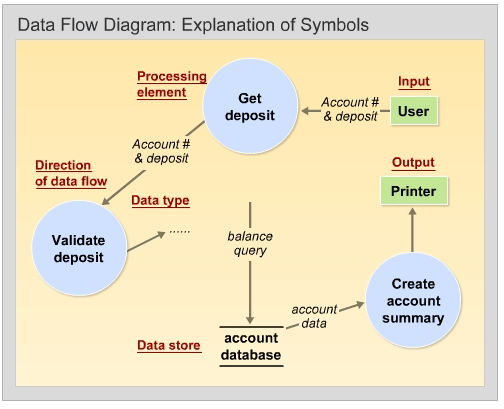 Data Flow Diagram: Explanation of Symbols
Processing
element
Get
deposit
Input
Account #
& deposit
User
Account #
& deposit
Direction
of data flow
Output
Printer
Data type
......
Validate
deposit
balance
query
Create
account
summary
account
data
Data store
account
database